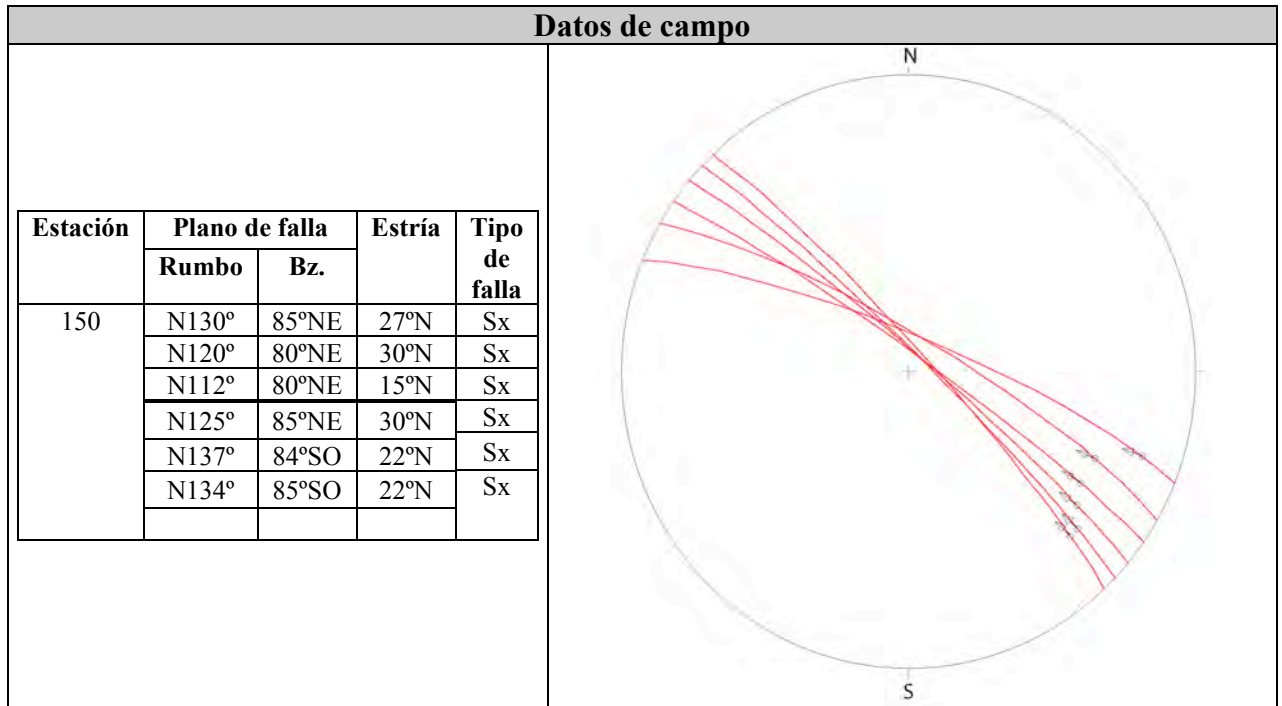 Datos de campo
Estación Plano de falla Estría Tipo de falla
Rumbo Bz.
150 N130º 85ºNE 27ºN Sx
N120º 80ºNE 30ºN Sx
N112º 80ºNE 15ºN Sx
N125º 85ºNE 30ºN Sx
N137º 84ºSO 22ºN Sx
N134º 85ºSO 22ºN Sx
N
S